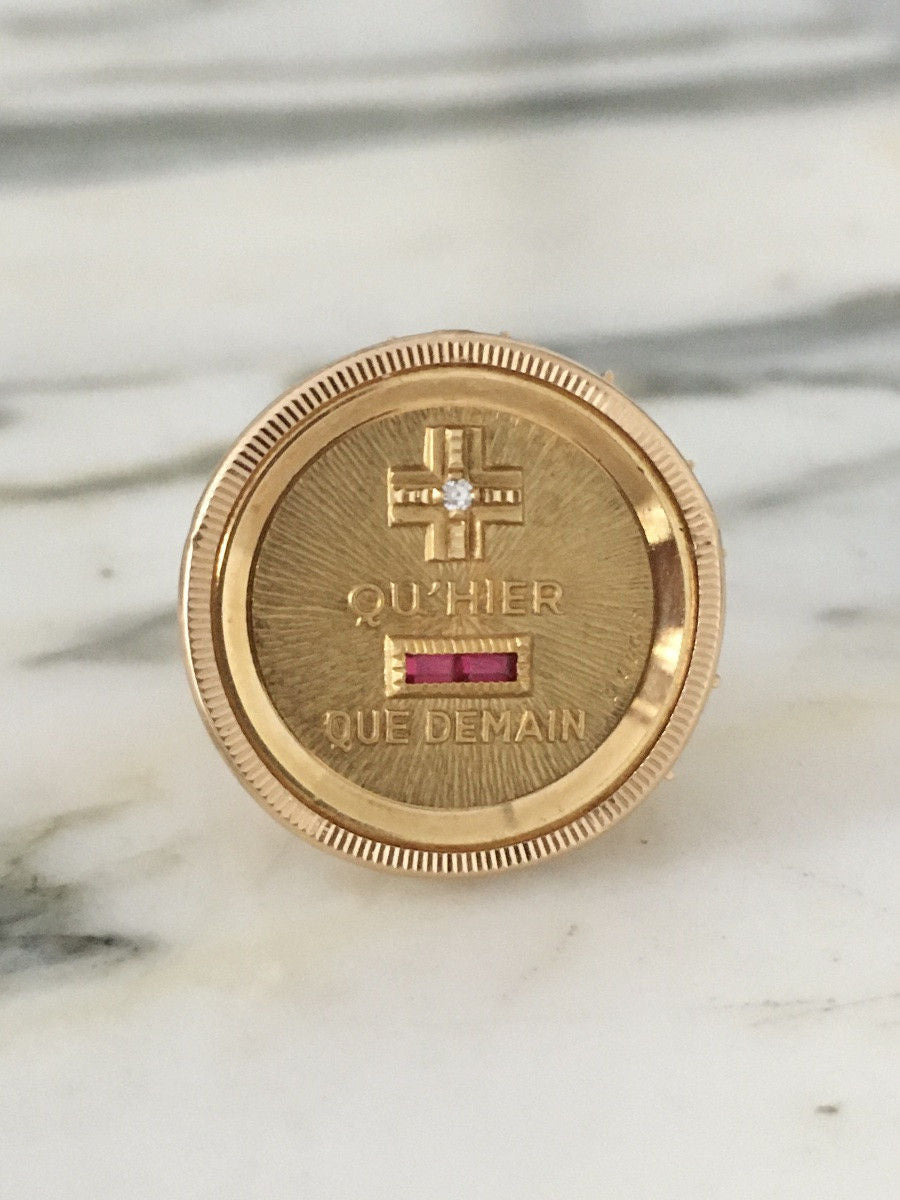 +
QU'HIER
-
QUE DEMAIN